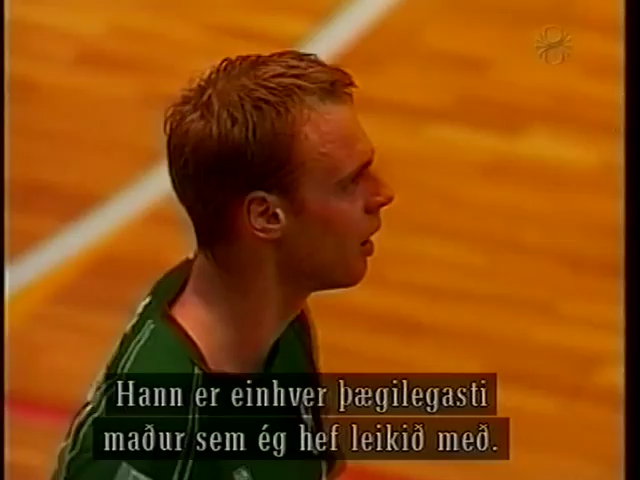 Hann er einhver þægilegasti
maður sem ég hef leikið með.